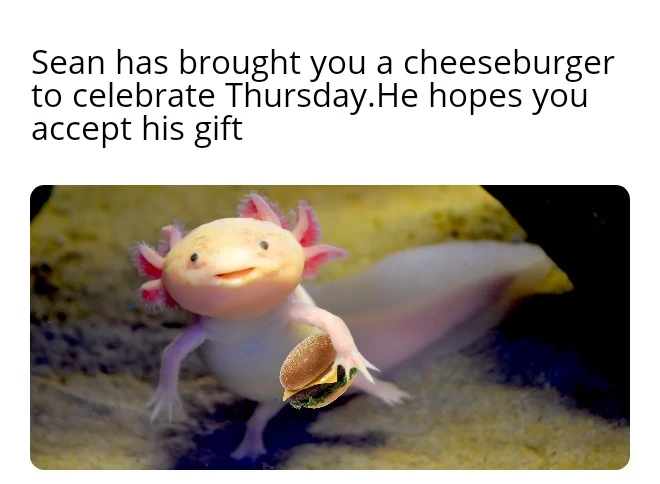 Sean has brought you a cheeseburger
to celebrate Thursday.He hopes you
accept his gift